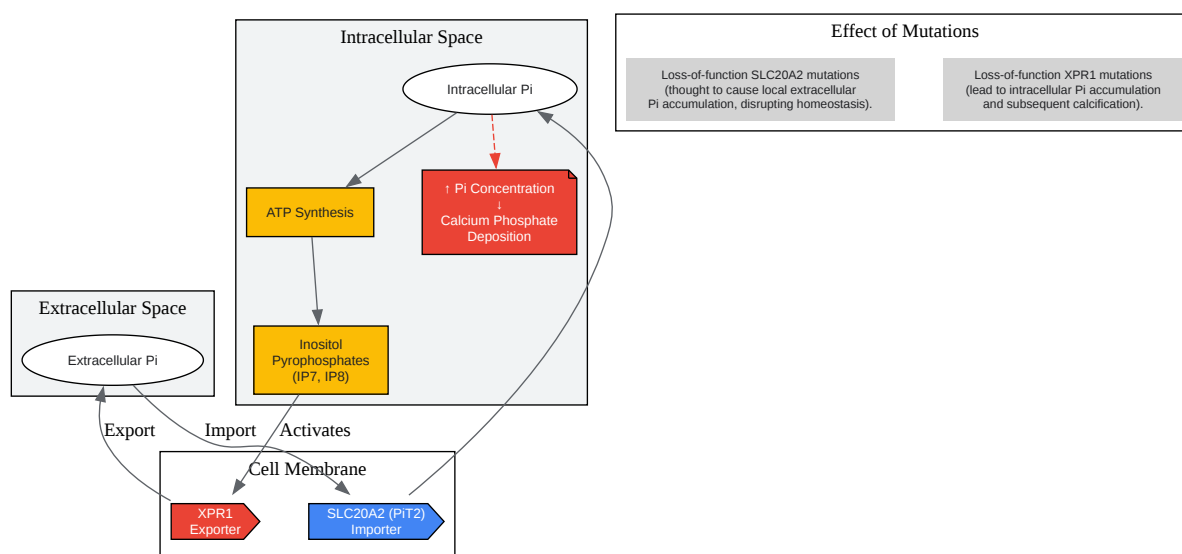 Intracellular Space
Intracellular Pi
ATP Synthesis
↑ Pi Concentration
↓
Calcium Phosphate
Deposition
Inositol
Pyrophosphates
(IP7, IP8)
Extracellular Space
Extracellular Pi
Export
Import
Activates
Cell Membrane
XPR1
Exporter
SLC20A2 (PiT2)
Importer
Effect of Mutations
Loss-of-function SLC20A2 mutations
(thought to cause local extracellular
Pi accumulation, disrupting homeostasis).
Loss-of-function XPR1 mutations
(lead to intracellular Pi accumulation
and subsequent calcification).